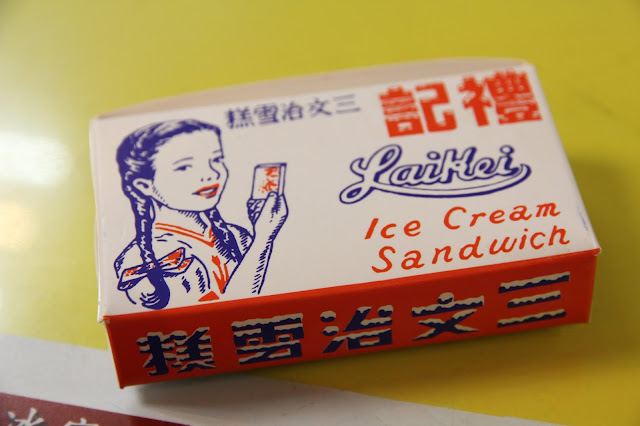 禮記
三文治雪糕
LaiKei
Ice Cream
Sandwich
三文治雪糕